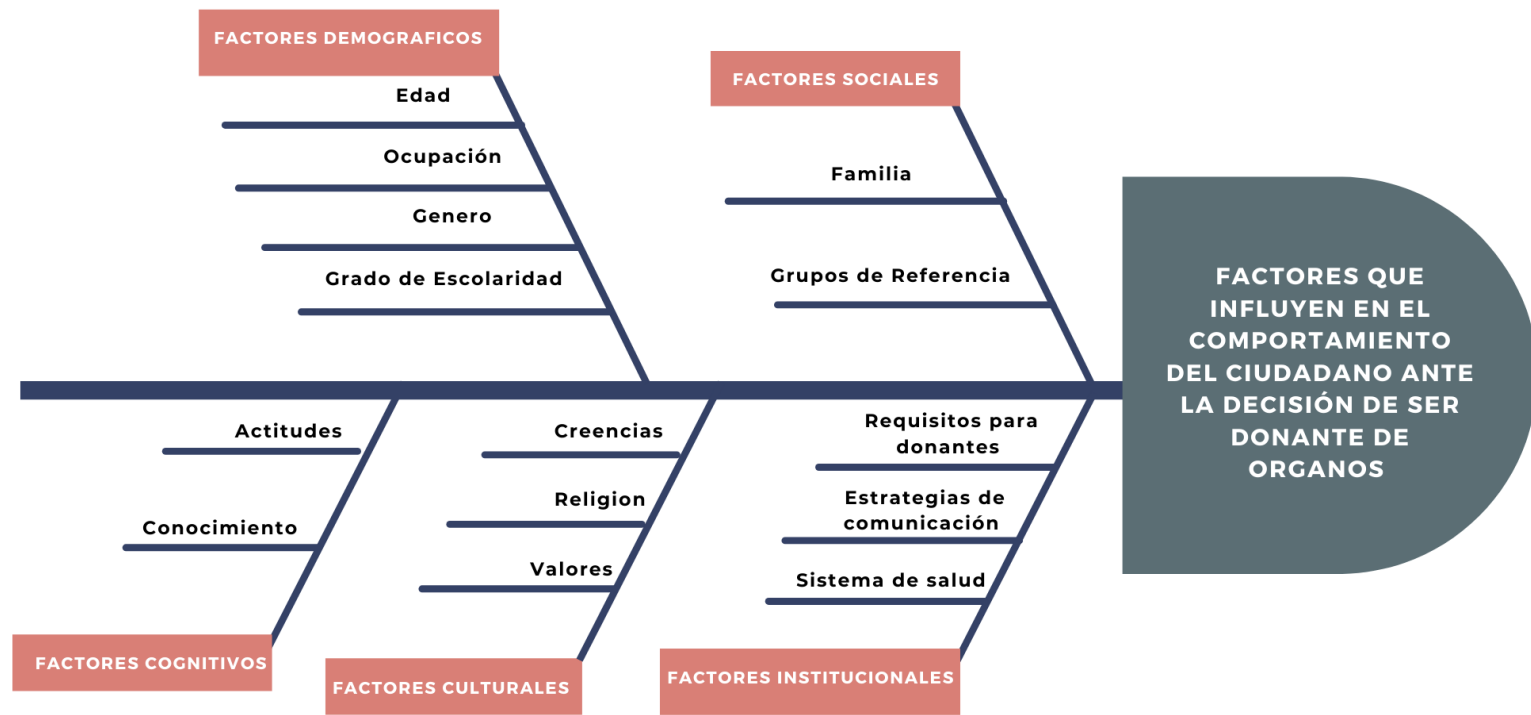 FACTORES DEMOGRAFICOS
Edad
Ocupación
Genero
Grado de Escolaridad
FACTORES SOCIALES
Familia
Grupos de Referencia
FACTORES QUE
INFLUYEN EN EL
COMPORTAMIENTO
DEL CIUDADANO ANTE
LA DECISIÓN DE SER
DONANTE DE
ORGANOS
Actitudes
Conocimiento
FACTORES COGNITIVOS
Creencias
Religion
Valores
FACTORES CULTURALES
Requisitos para
donantes
Estrategias de
comunicación
Sistema de salud
FACTORES INSTITUCIONALES